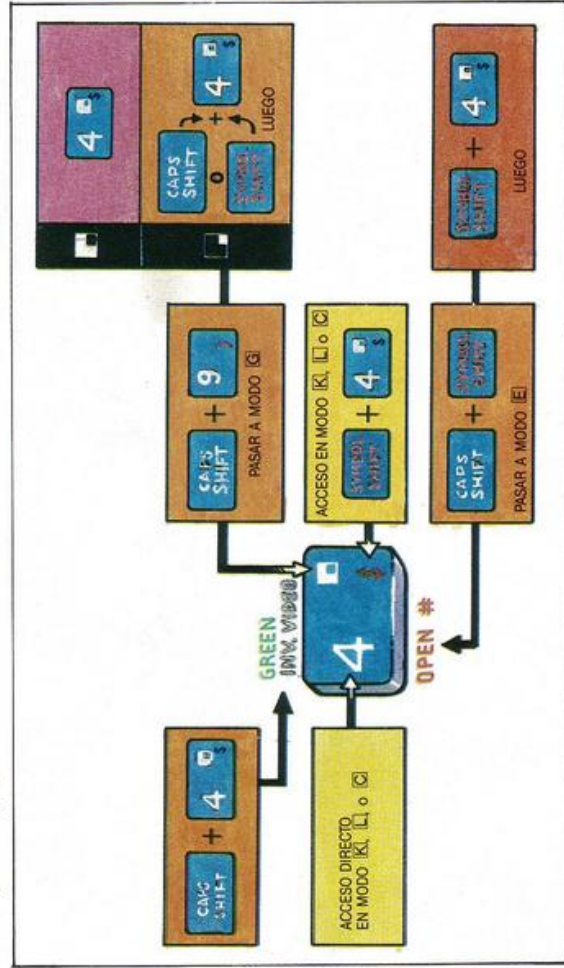 CAPS
SHIFT
+
4
$
GREEN
INV. VIDEO
4
$
OPEN #
ACCESO DIRECTO
EN MODO K, L, o C
CAPS
SHIFT
+
9
)
PASAR A MODO G
4
$
CAPS
SHIFT
o
SYMBOL
SHIFT
+
4
$
LUEGO
ACCESO EN MODO K, L o C
SYMBOL
SHIFT
+
4
$
CAPS
SHIFT
+
SYMBOL
SHIFT
PASAR A MODO E
SYMBOL
SHIFT
+
4
$
LUEGO